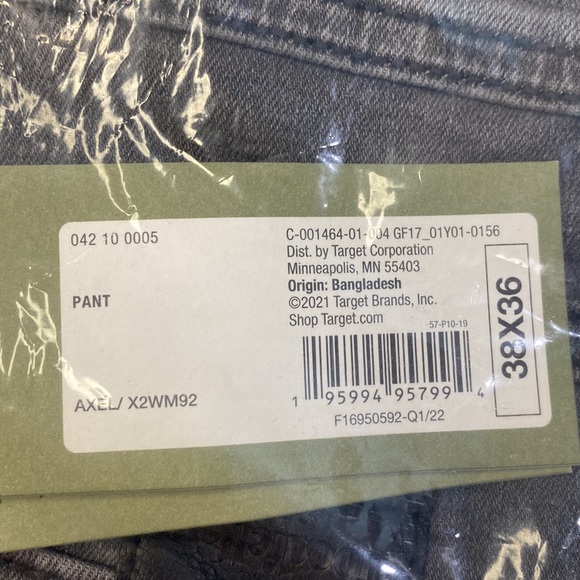 042 10 0005
PANT
AXEL/ X2WM92
C-001464-01-004 GF17_01Y01-0156
Dist. by Target Corporation
Minneapolis, MN 55403
Origin: Bangladesh
©2021 Target Brands, Inc.
Shop Target.com
57-P10-19
1 95994 95799 4
F16950592-Q1/22
38X36